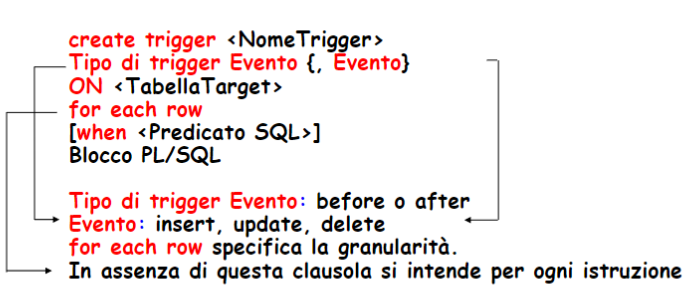 create trigger <NomeTrigger>
Tipo di trigger Evento {, Evento}
ON <TabellaTarget>
for each row
[when <Predicato SQL>]
Blocco PL/SQL
Tipo di trigger Evento: before o after
Evento: insert, update, delete
for each row specifica la granularità.
In assenza di questa clausola si intende per ogni istruzione